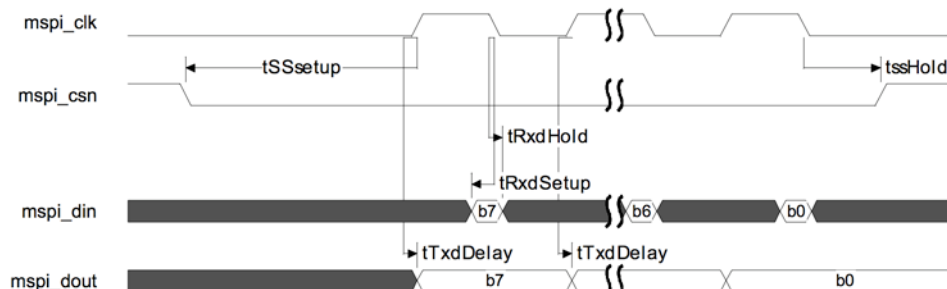 mspi_clk
tSSsetup
tssHold
mspi_csn
tRxdHold
tRxdSetup
mspi_din
b7
b6
b0
tTxdDelay
tTxdDelay
mspi_dout
b7
b0